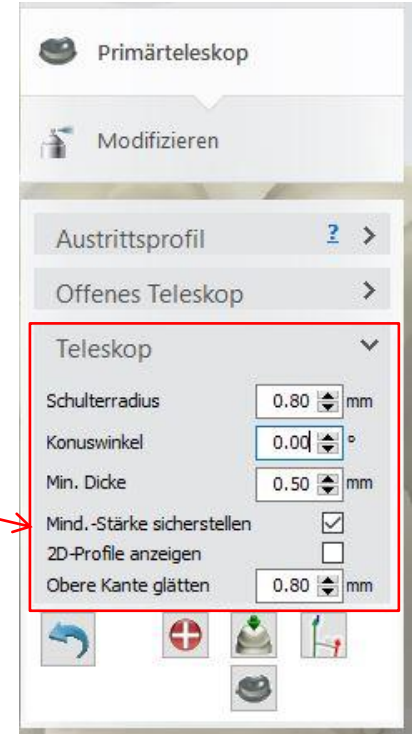 Primärteleskop
Modifizieren
Austrittsprofil ? >
Offenes Teleskop >
Teleskop
Schulterradius 0.80 mm
Konuswinkel 0.00 °
Min. Dicke 0.50 mm
Mind.-Stärke sicherstellen
2D-Profile anzeigen
Obere Kante glätten 0.80 mm